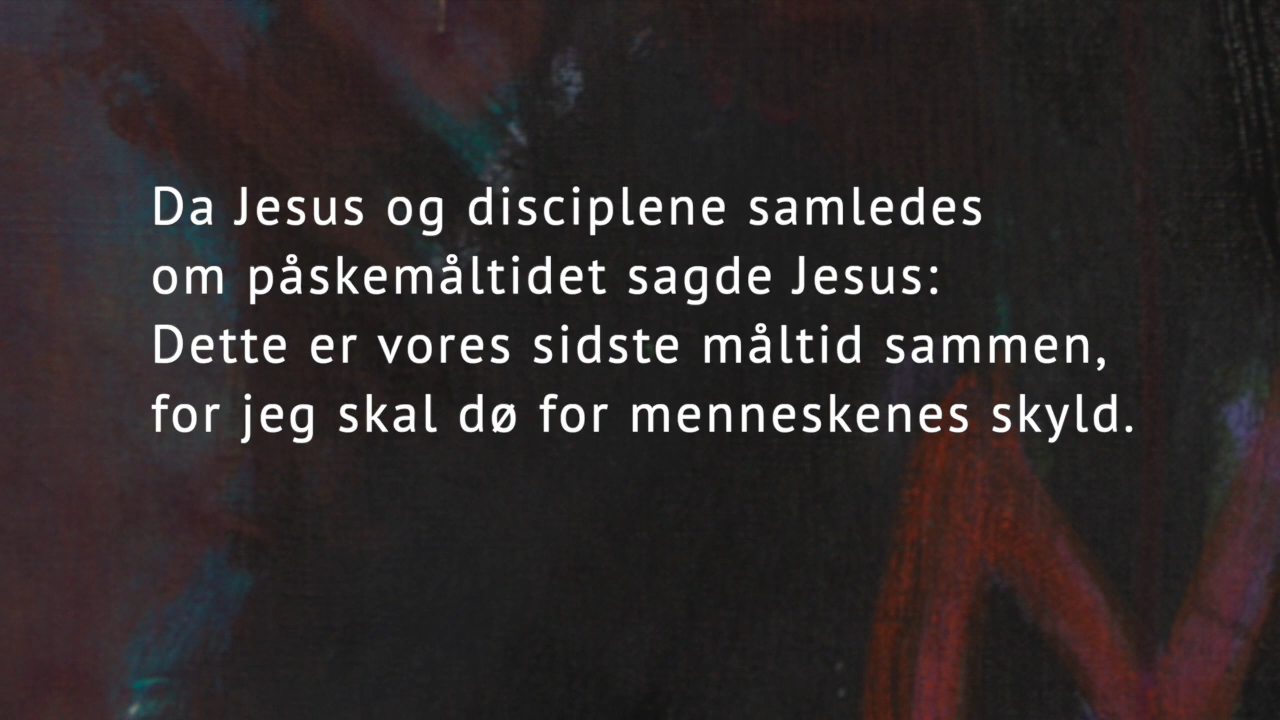 Da Jesus og disciplene samledes
om påskemåltidet sagde Jesus:
Dette er vores sidste måltid sammen,
for jeg skal dø for menneskenes skyld.